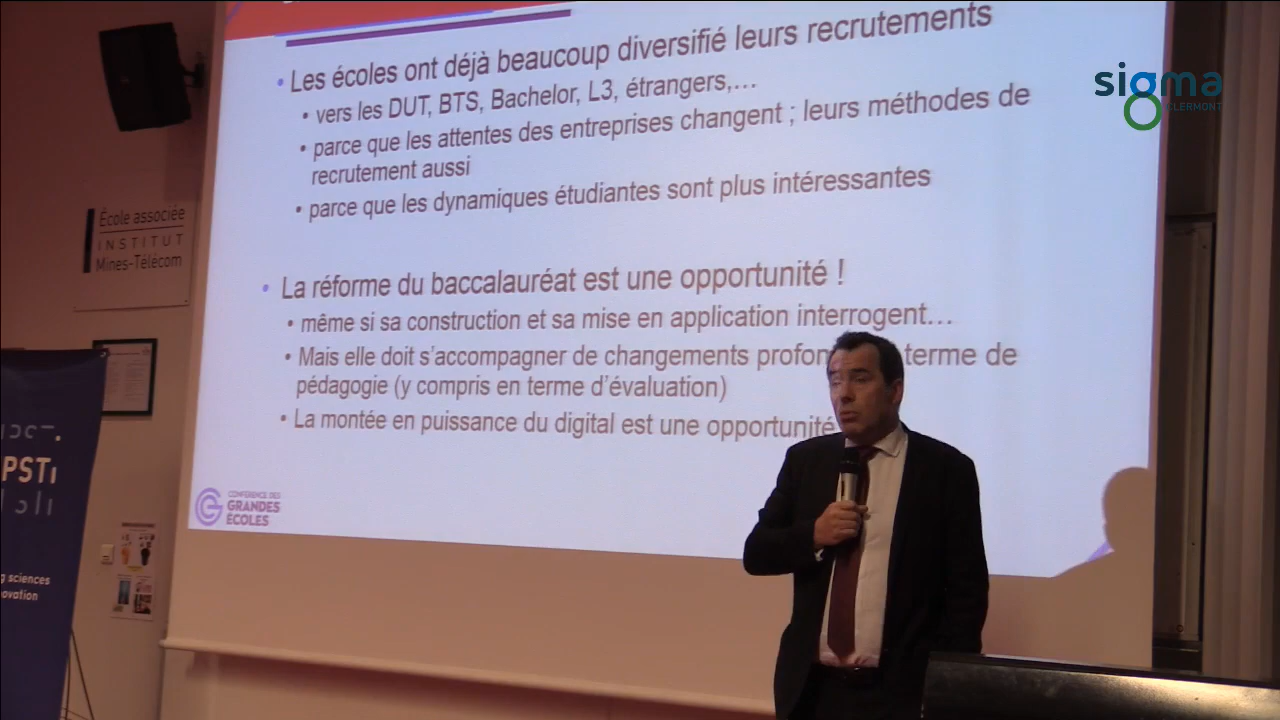 • Les écoles ont déjà beaucoup diversifié leurs recrutements
• vers les DUT, BTS, Bachelor, L3, étrangers,…
• parce que les attentes des entreprises changent ; leurs méthodes de
recrutement aussi
• parce que les dynamiques étudiantes sont plus intéressantes
• La réforme du baccalauréat est une opportunité !
• même si sa construction et sa mise en application interrogent…
• Mais elle doit s’accompagner de changements profon terme de
pédagogie (y compris en terme d’évaluation)
• La montée en puissance du digital est une opportunité
CONFÉRENCE DES
GRANDES
ÉCOLES
sigma
CLERMONT
École associée
INSTITUT
Mines-Télécom
PSTi
g sciences
ovation